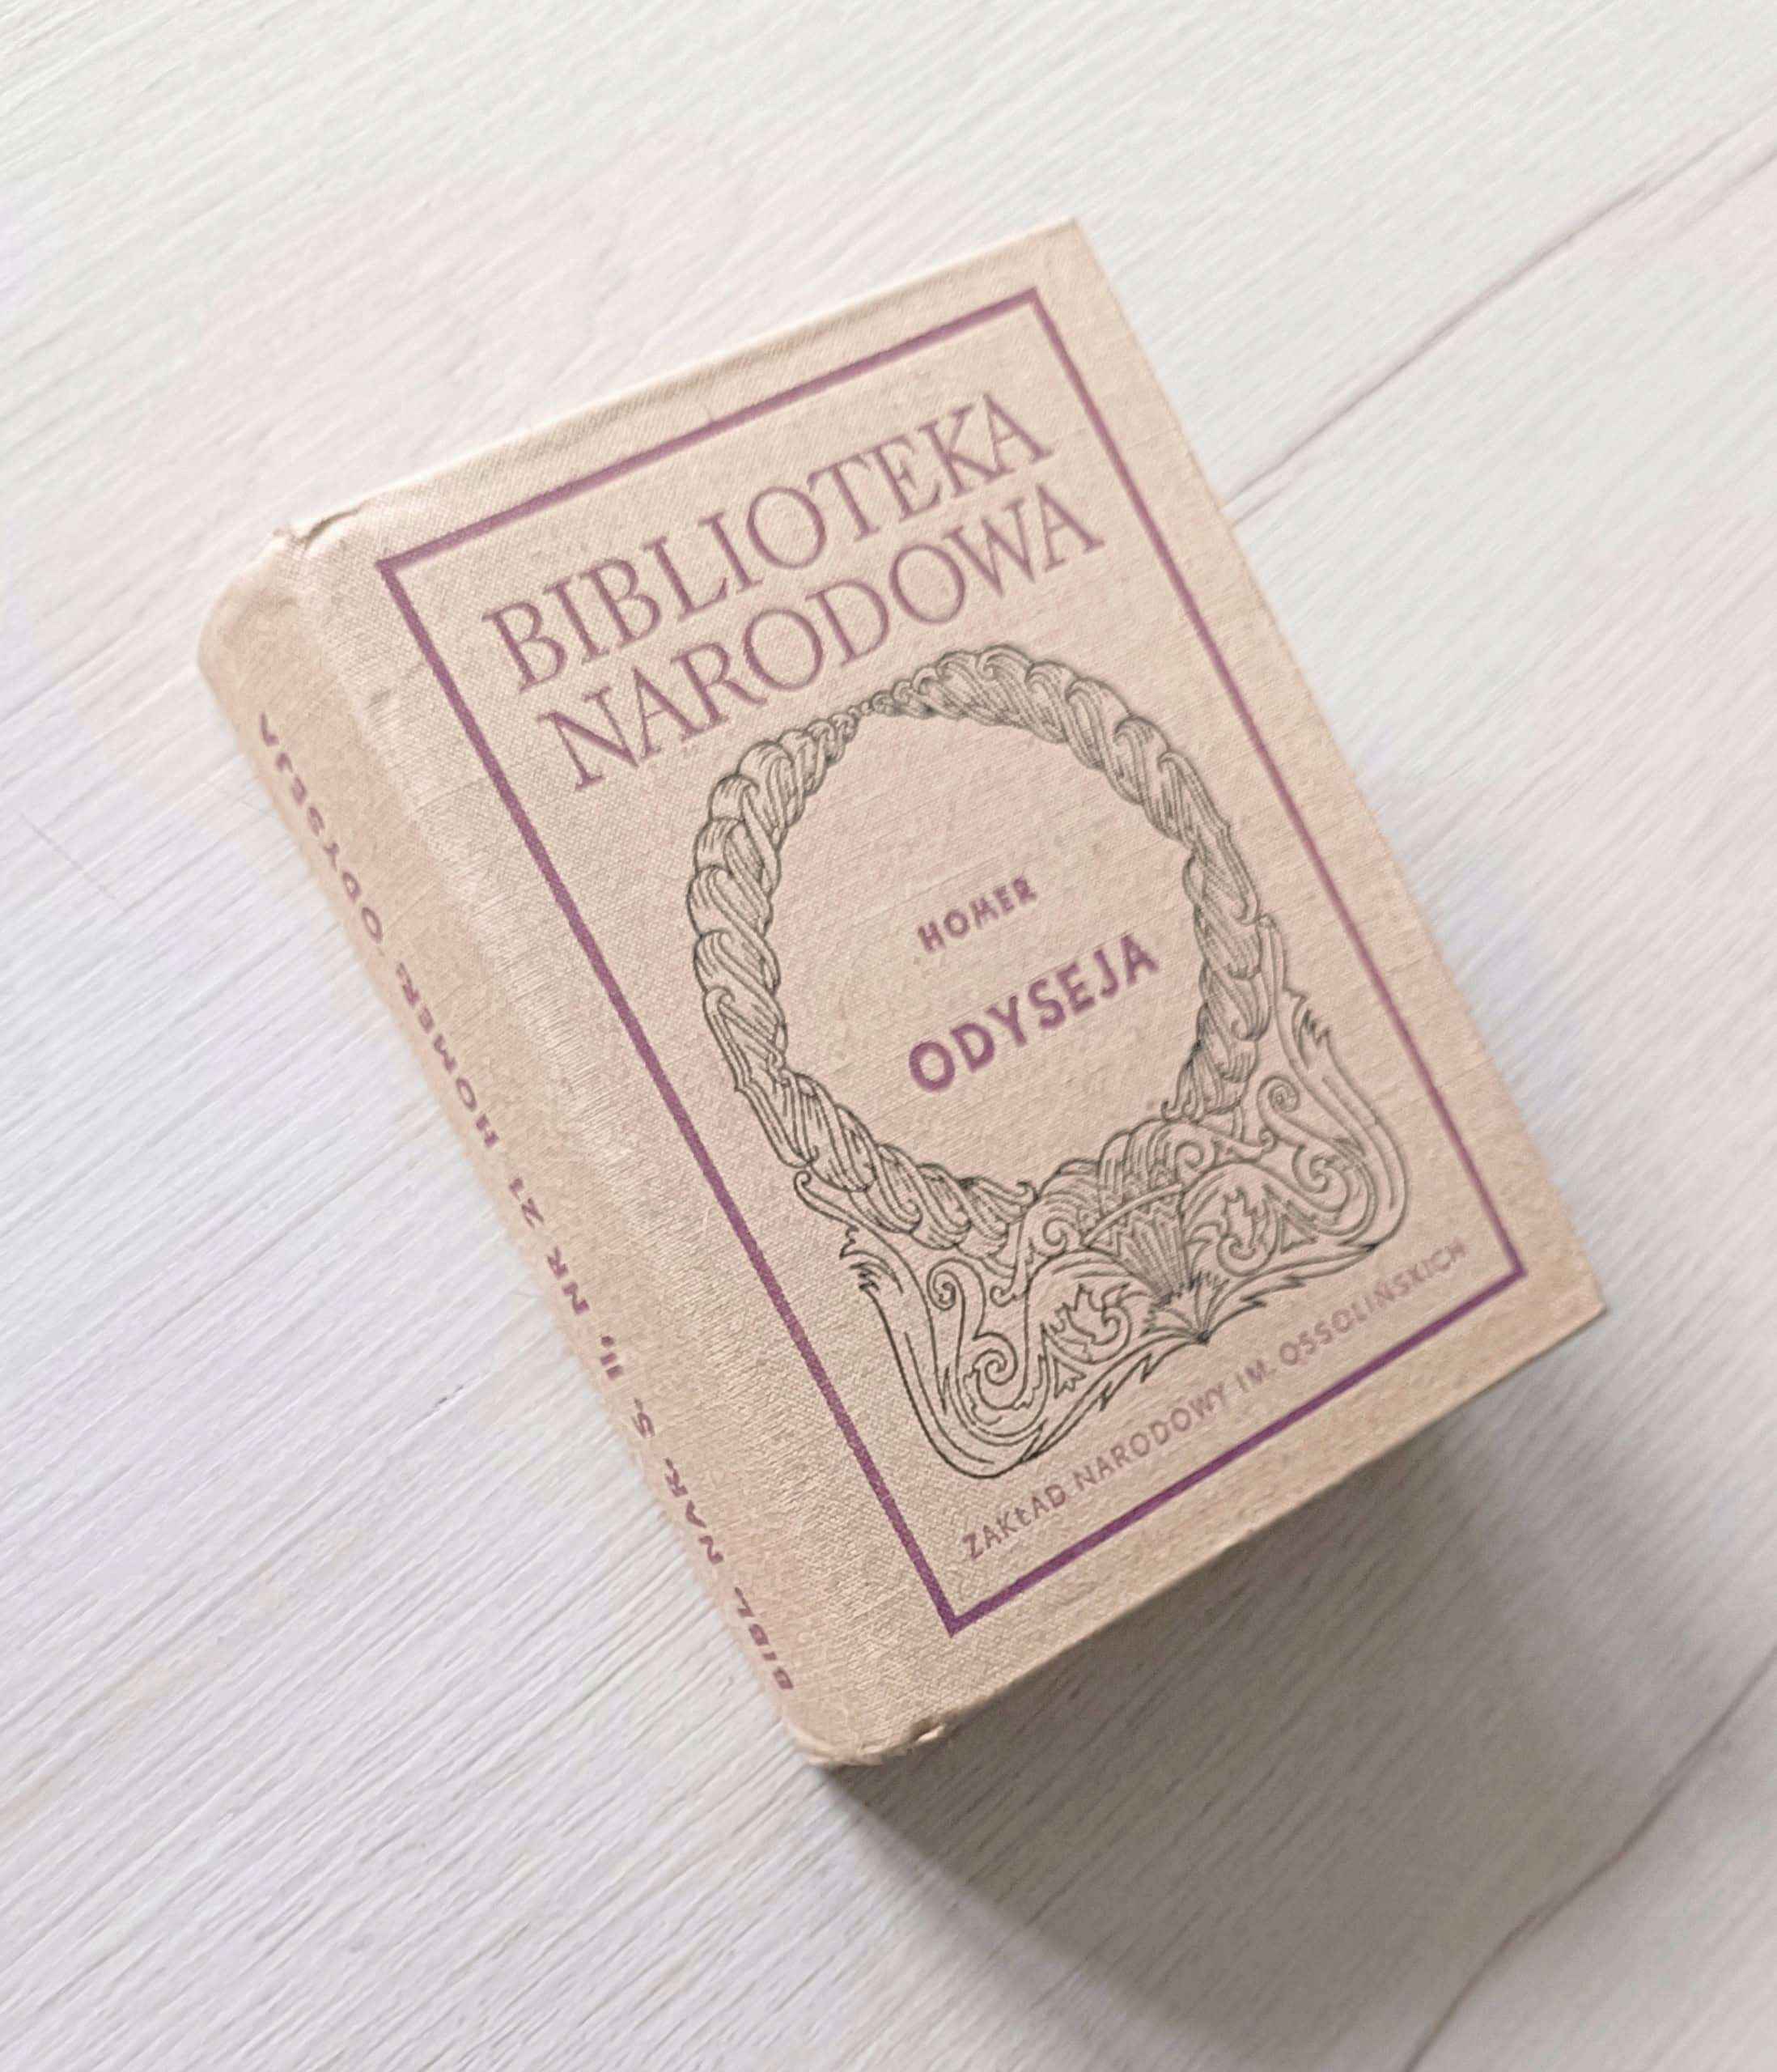 BIBLIOTEKA
NARODOWA
HOMER
ODYSEJA
ZAKŁAD NARODOWY IM. OSSOLIŃSKICH
BIBL. NAR. S. II, NR 21 HOMER ODYSEJA